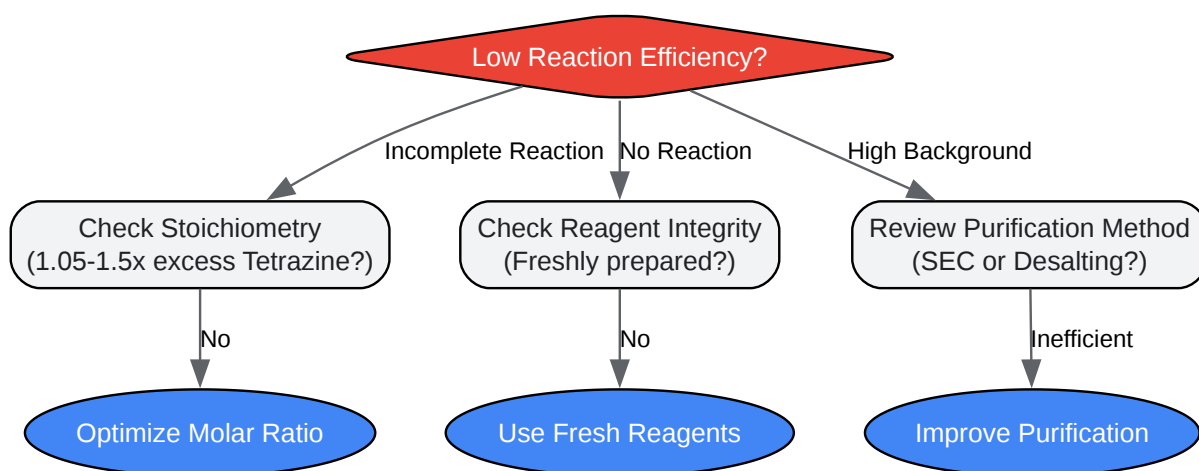 Low Reaction Efficiency?
Incomplete Reaction
No Reaction
High Background
Check Stoichiometry
(1.05-1.5x excess Tetrazine?)
Check Reagent Integrity
(Freshly prepared?)
Review Purification Method
(SEC or Desalting?)
No
No
Inefficient
Optimize Molar Ratio
Use Fresh Reagents
Improve Purification